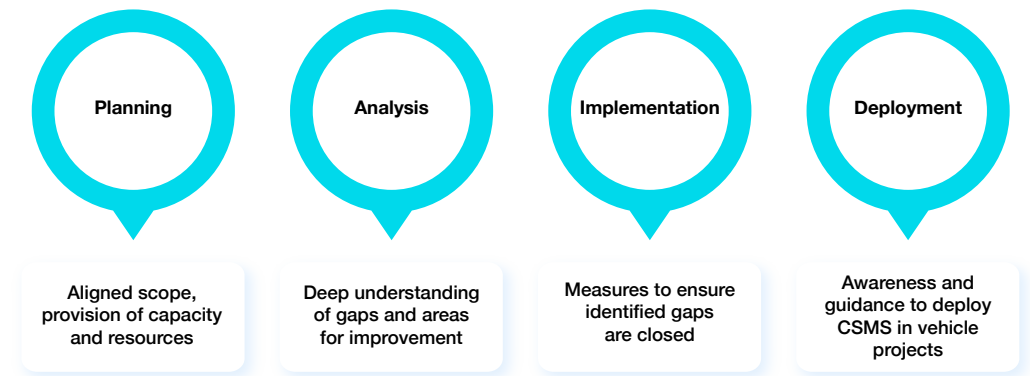 Planning
Analysis
Implementation
Deployment
Aligned scope,
provision of capacity
and resources
Deep understanding
of gaps and areas
for improvement
Measures to ensure
identified gaps
are closed
Awareness and
guidance to deploy
CSMS in vehicle
projects